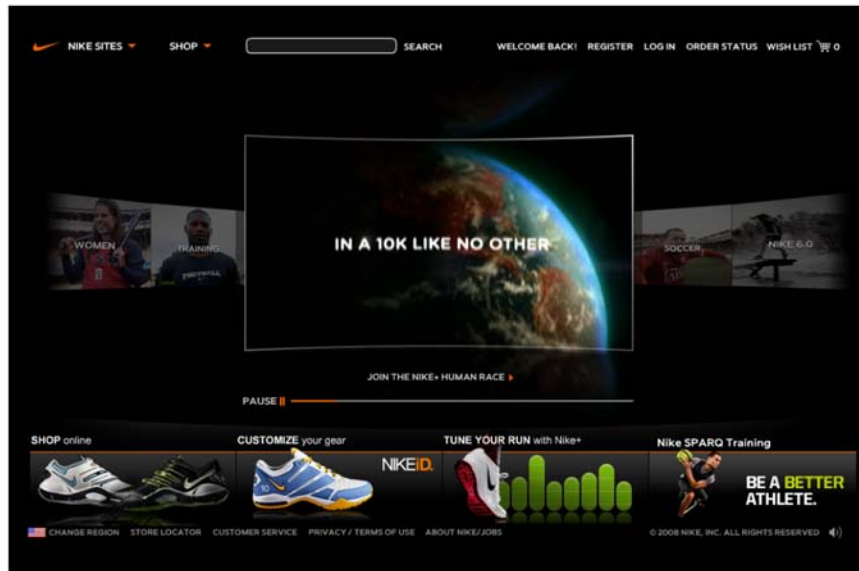 NIKE SITES SHOP SEARCH WELCOME BACK! REGISTER LOG IN ORDER STATUS WISH LIST 0
WOMEN TRAINING IN A 10K LIKE NO OTHER SOCCER NIKE 6.0
FOOTBALL
JOIN THE NIKE+ HUMAN RACE
PAUSE
SHOP online CUSTOMIZE your gear TUNE YOUR RUN with Nike+ Nike SPARQ Training
NIKEiD.
10
BE A BETTER
ATHLETE.
CHANGE REGION STORE LOCATOR CUSTOMER SERVICE PRIVACY / TERMS OF USE ABOUT NIKE/JOBS © 2008 NIKE, INC. ALL RIGHTS RESERVED